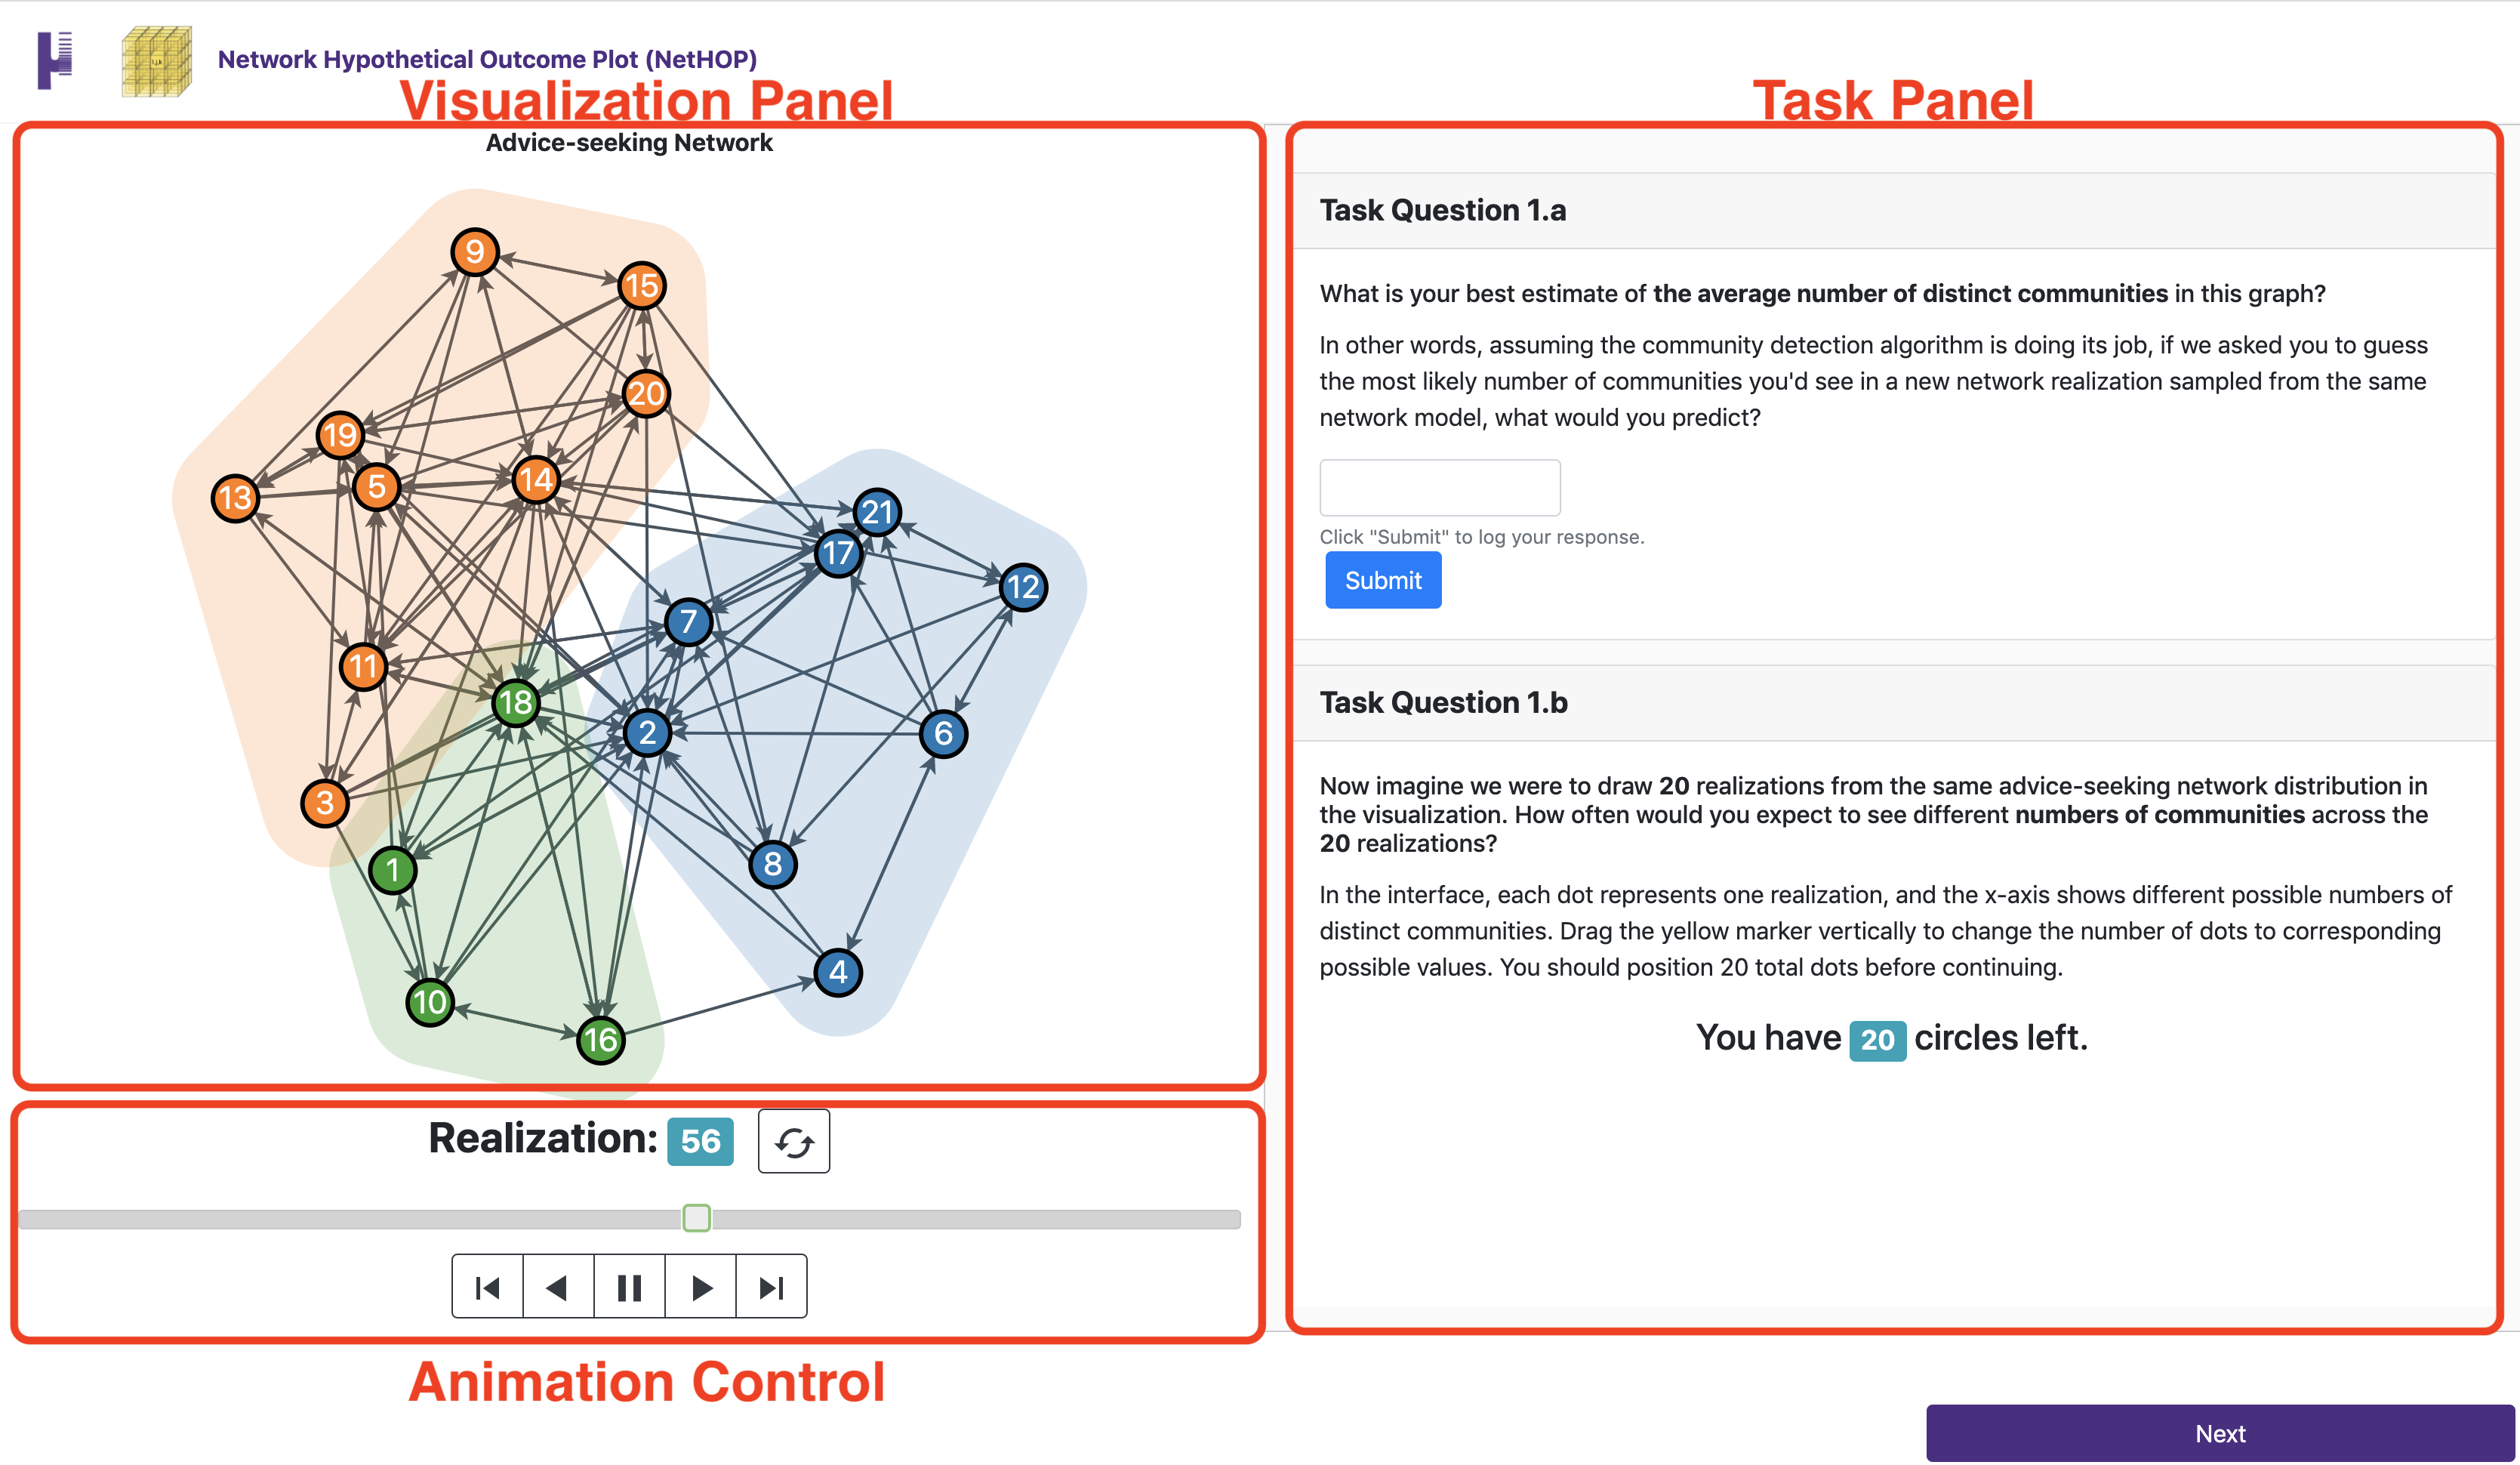 Network Hypothetical Outcome Plot (NetHOP)
Visualization Panel
Advice-seeking Network
9
15
20
19
14
5
13
21
17
12
7
11
18
2
6
3
1
8
4
10
16
Realization: 56
Animation Control
Task Panel
Task Question 1.a
What is your best estimate of the average number of distinct communities in this graph?
In other words, assuming the community detection algorithm is doing its job, if we asked you to guess
the most likely number of communities you'd see in a new network realization sampled from the same
network model, what would you predict?
Click "Submit" to log your response.
Submit
Task Question 1.b
Now imagine we were to draw 20 realizations from the same advice-seeking network distribution in
the visualization. How often would you expect to see different numbers of communities across the
20 realizations?
In the interface, each dot represents one realization, and the x-axis shows different possible numbers of
distinct communities. Drag the yellow marker vertically to change the number of dots to corresponding
possible values. You should position 20 total dots before continuing.
You have 20 circles left.
Next